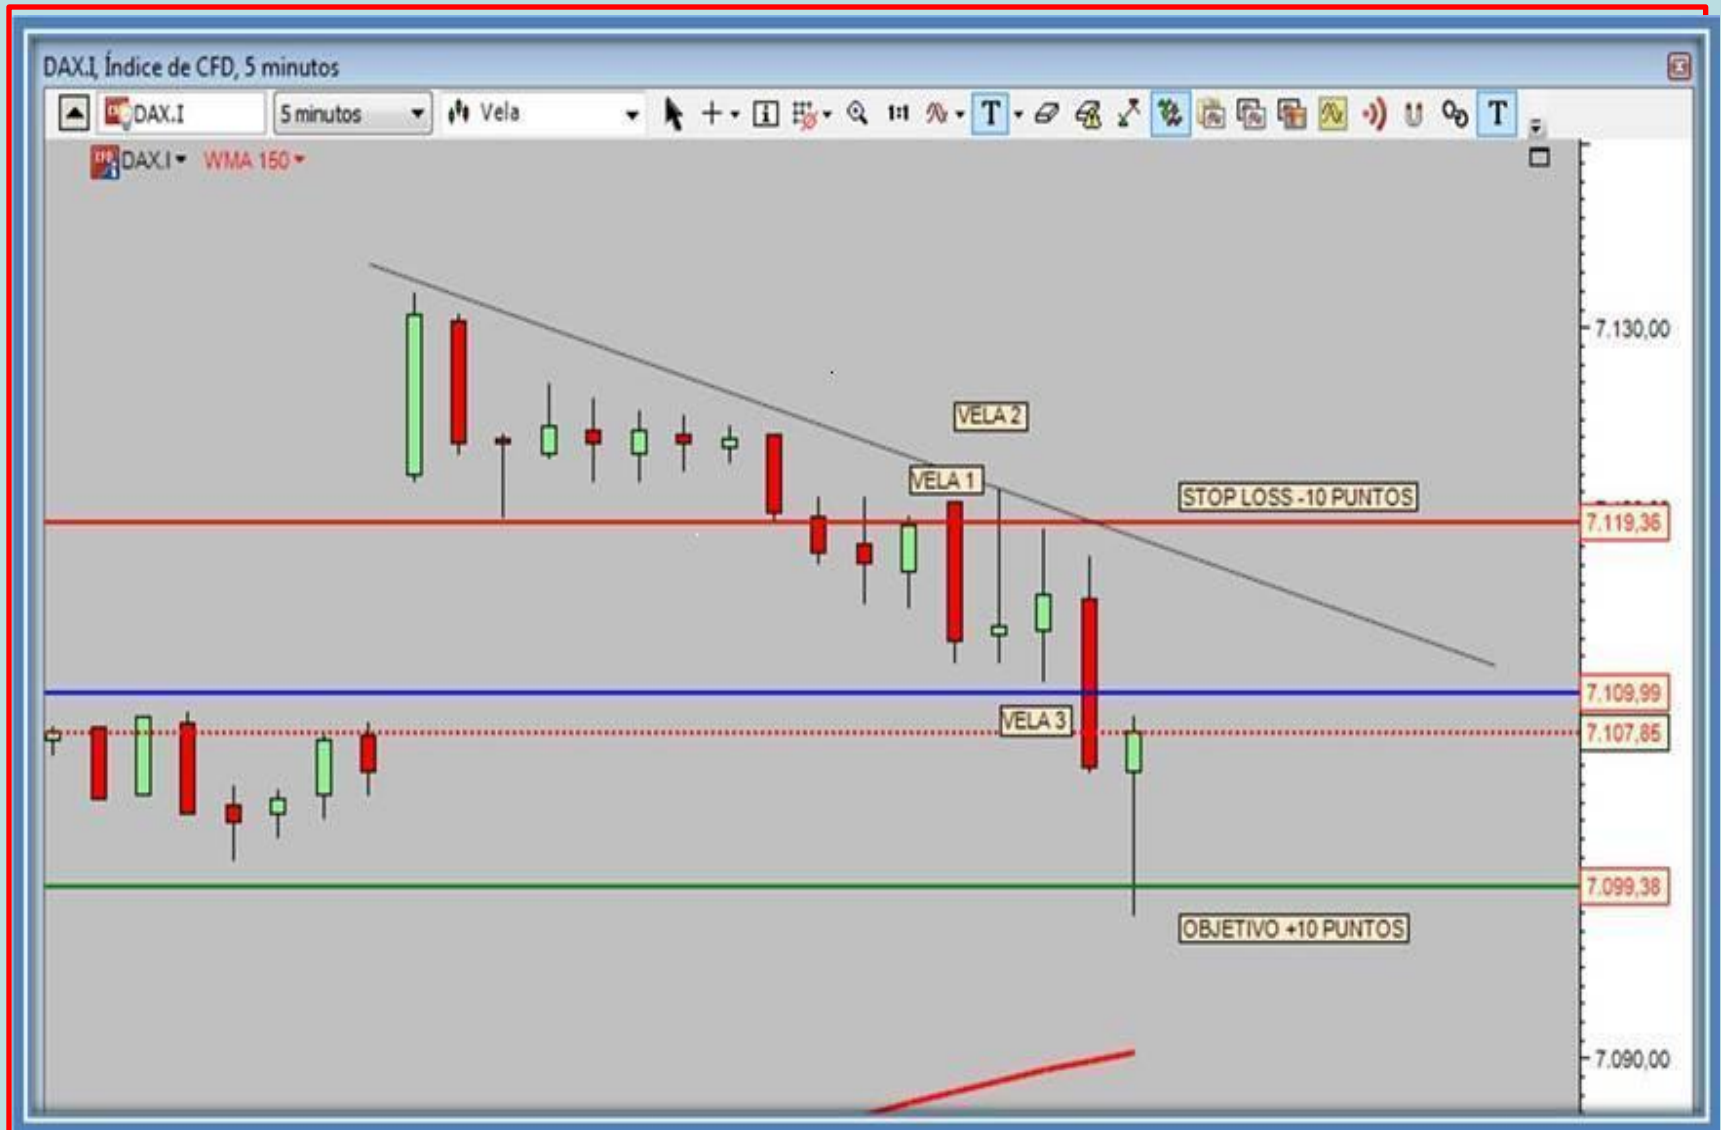 DAX.I, Índice de CFD, 5 minutos
DAX.I
5 minutos
Vela
1:1
T
T
DAX.I
WMA 150
7.130,00
VELA 2
VELA 1
STOP LOSS -10 PUNTOS
7.119,36
7.109,99
VELA 3
7.107,85
7.099,38
OBJETIVO +10 PUNTOS
7.090,00